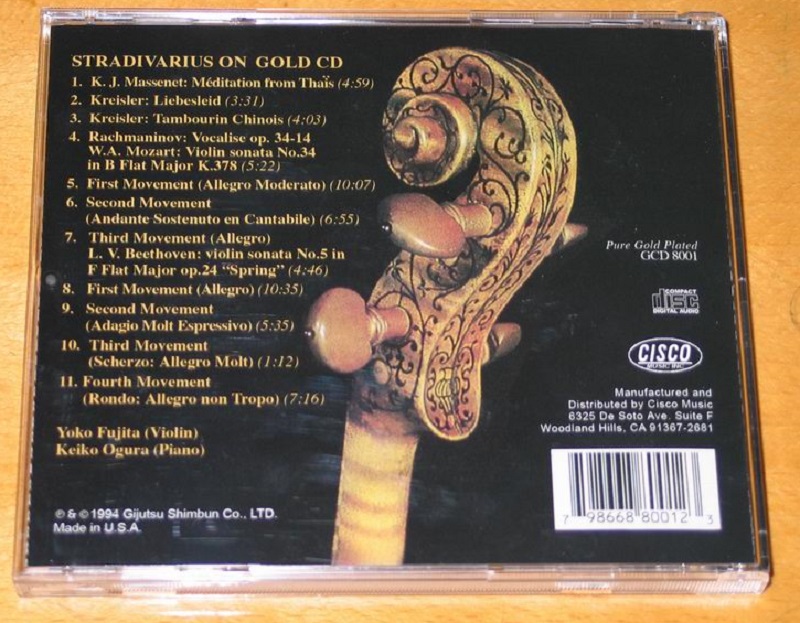 STRADIVARIUS ON GOLD CD
1. K. J. Massenet: Méditation from Thaïs (4:59)
2. Kreisler: Liebesleid (3:31)
3. Kreisler: Tambourin Chinois (4:03)
4. Rachmaninov: Vocalise op. 34-14
W.A. Mozart: Violin sonata No.34
in B Flat Major K.378 (5:22)
5. First Movement (Allegro Moderato) (10:07)
6. Second Movement
(Andante Sostenuto en Cantabile) (6:55)
7. Third Movement (Allegro)
L. V. Beethoven: violin sonata No.5 in
F Flat Major op.24 "Spring" (4:46)
8. First Movement (Allegro) (10:35)
9. Second Movement
(Adagio Molt Espressivo) (5:35)
10. Third Movement
(Scherzo: Allegro Molt) (1:12)
11. Fourth Movement
(Rondo: Allegro non Tropo) (7:16)
Yoko Fujita (Violin)
Keiko Ogura (Piano)
℗ & © 1994 Gijutsu Shimbun Co., LTD.
Made in U.S.A.
Pure Gold Plated
GCD 8001
COMPACT
disc
DIGITAL AUDIO
CISCO
MUSIC INC.
Manufactured and
Distributed by Cisco Music
6325 De Soto Ave. Suite F
Woodland Hills, CA 91367-2681
7 98668 80012 3